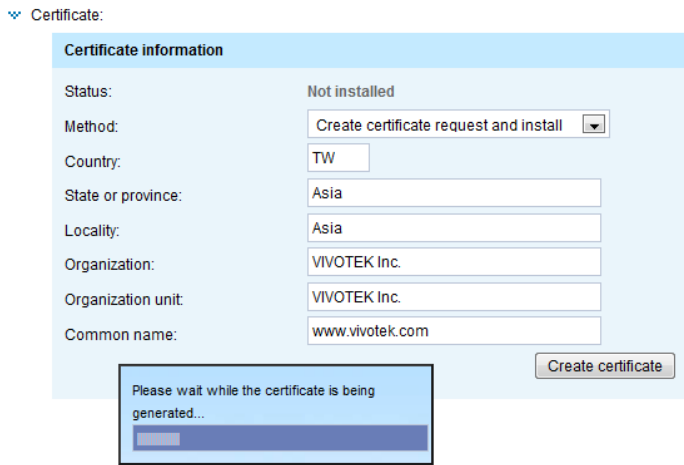 Certificate:
Certificate information
Status: Not installed
Method: Create certificate request and install
Country: TW
State or province: Asia
Locality: Asia
Organization: VIVOTEK Inc.
Organization unit: VIVOTEK Inc.
Common name: www.vivotek.com
Create certificate
Please wait while the certificate is being
generated...